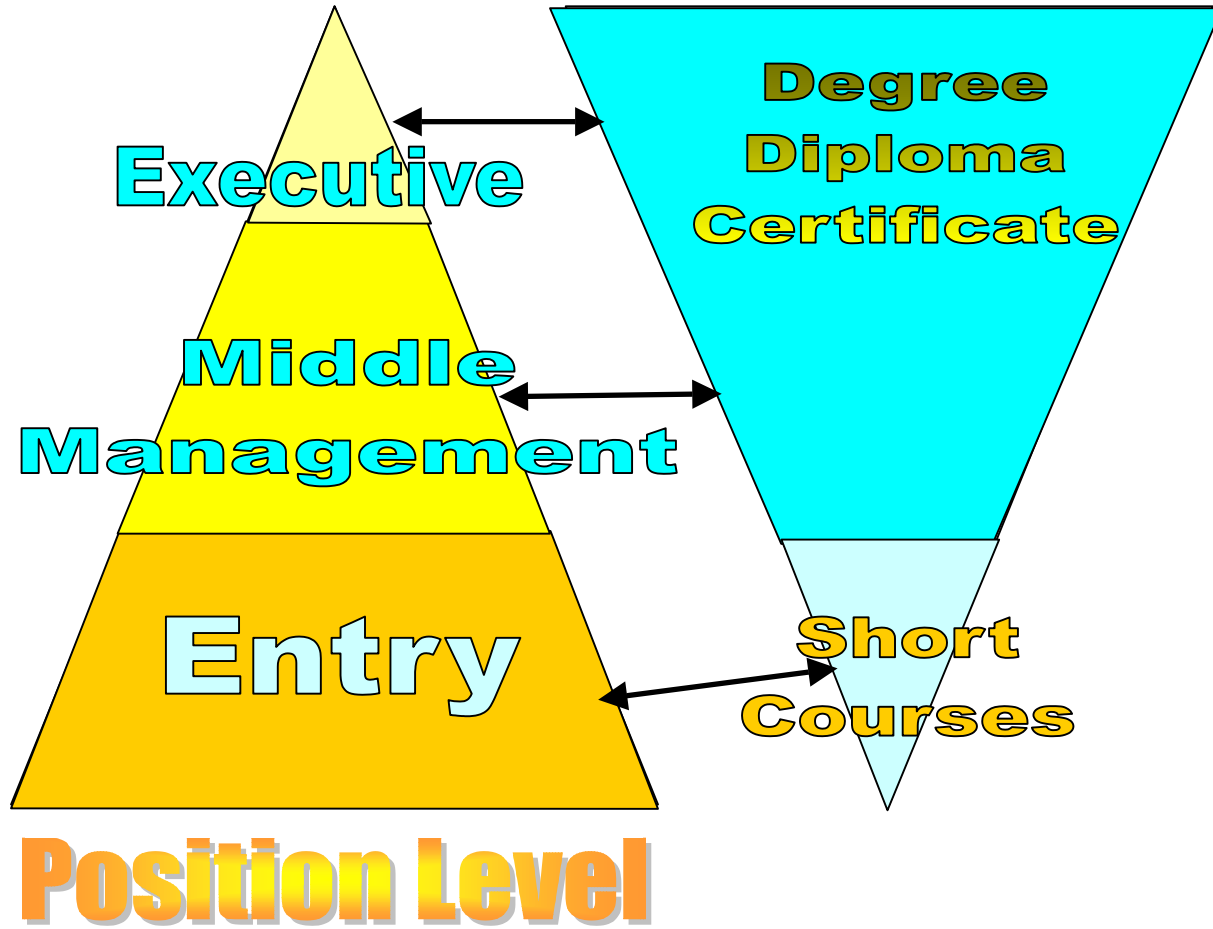 Executive
Middle
Management
Entry
Position Level
Degree
Diploma
Certificate
Short
Courses